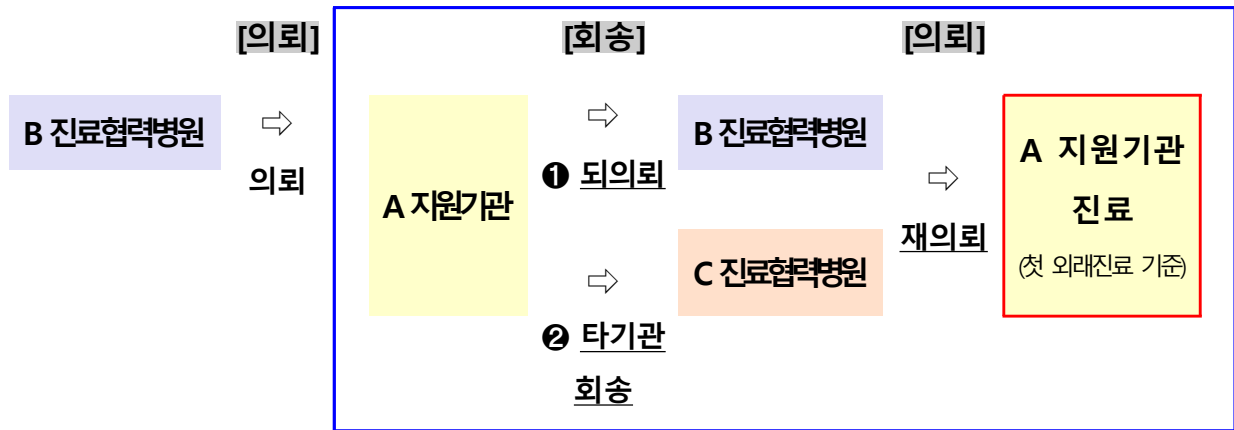 [의뢰] [회송] [의뢰]
B 진료협력병원
⇨
의뢰
A 지원기관
⇨
❶ 되의뢰
⇨
❷ 타기관
회송
B 진료협력병원
C 진료협력병원
⇨
재의뢰
A 지원기관
진료
(첫 외래진료 기준)